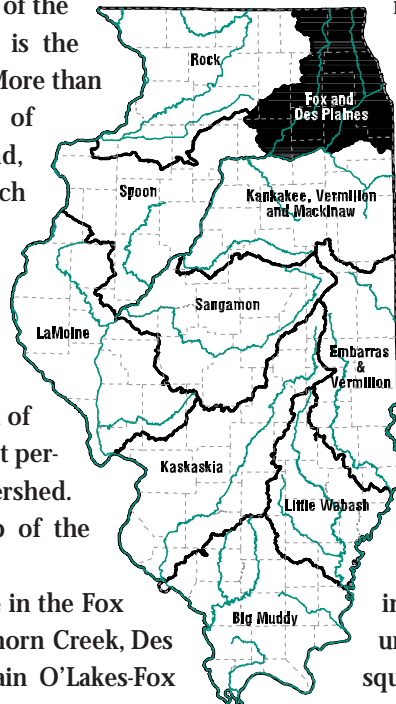 of the
is the
More than
of
ch
Rock
Fox and
Des Plaines
Spoon
Kankakee, Vermilion
and Mackinaw
Sangamon
LaMoine
Embarras
&
Vermilion
of
t per-
ershed.
p of the
Kaskaskia
Little Wabash
e in the Fox
horn Creek, Des
ain O'Lakes-Fox
Big Muddy
in
squ